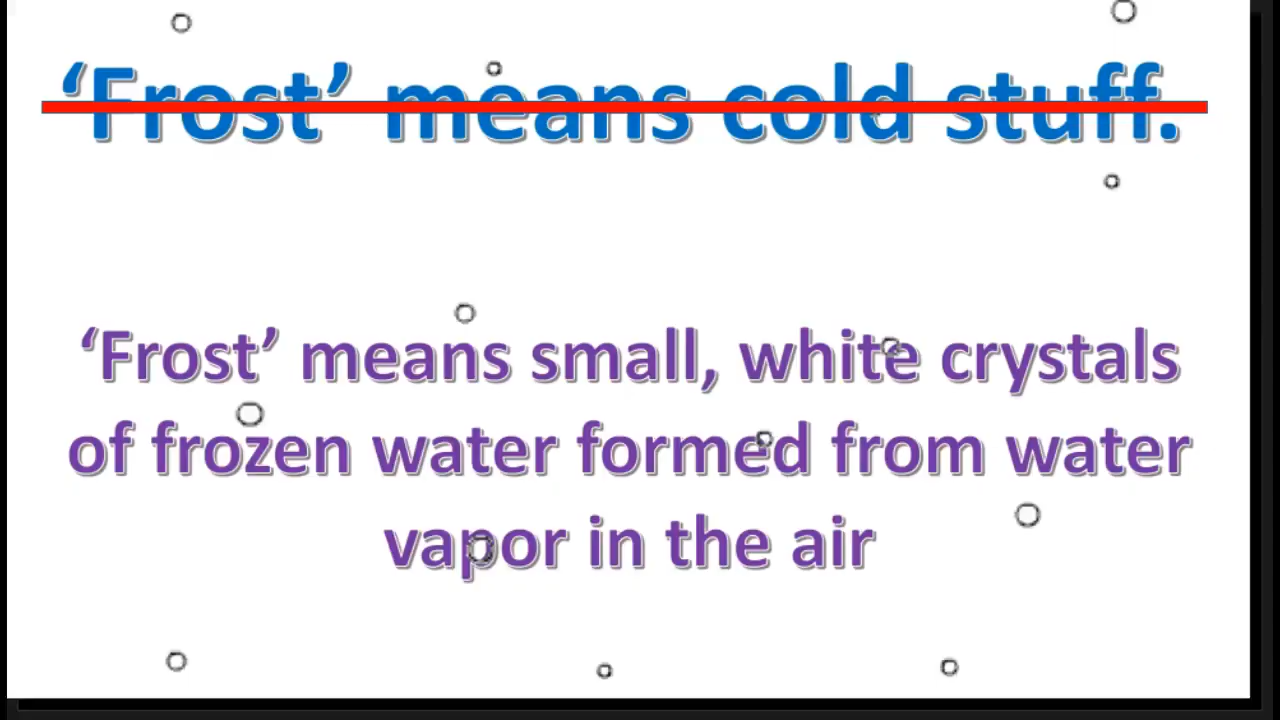 ‘Frost’ means cold stuff.
‘Frost’ means small, white crystals
of frozen water formed from water
vapor in the air